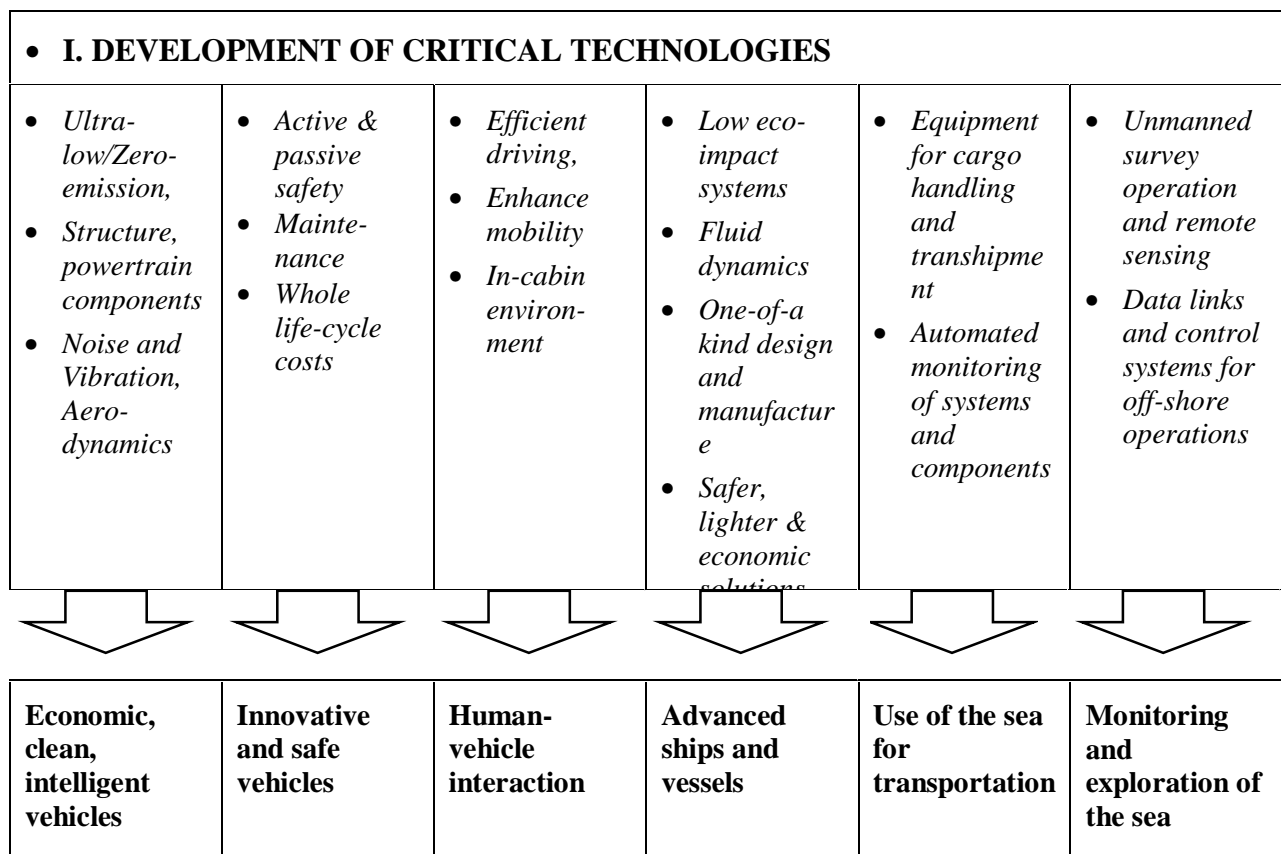 • I. DEVELOPMENT OF CRITICAL TECHNOLOGIES
• Ultra-
low/Zero-
emission,
• Structure,
powertrain
components
• Noise and
Vibration,
Aero-
dynamics
• Active &
passive
safety
• Mainte-
nance
• Whole
life-cycle
costs
• Efficient
driving,
• Enhance
mobility
• In-cabin
environ-
ment
• Low eco-
impact
systems
• Fluid
dynamics
• One-of-a
kind design
and
manufactur
e
• Safer,
lighter &
economic
solutions
• Equipment
for cargo
handling
and
transhipme
nt
• Automated
monitoring
of systems
and
components
• Unmanned
survey
operation
and remote
sensing
• Data links
and control
systems for
off-shore
operations
Economic,
clean,
intelligent
vehicles
Innovative
and safe
vehicles
Human-
vehicle
interaction
Advanced
ships and
vessels
Use of the sea
for
transportation
Monitoring
and
exploration of
the sea